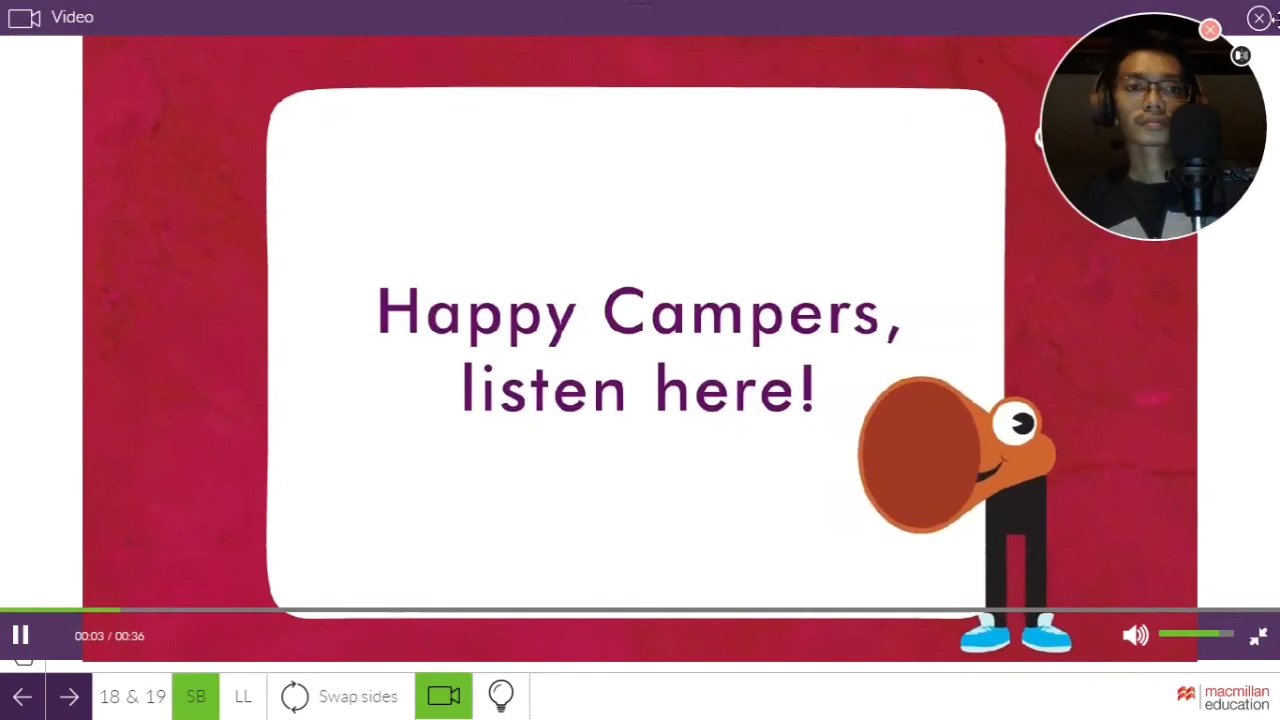 Video
Happy Campers,
listen here!
00:03 / 00:36
18 & 19
SB
LL
Swap sides
macmillan
education